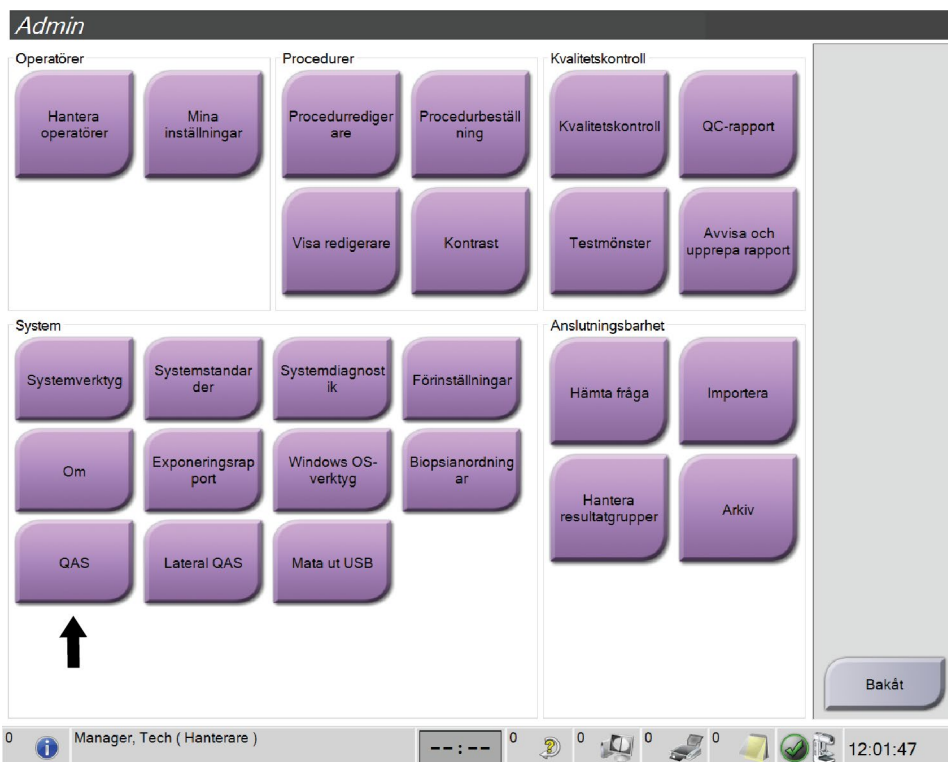 Admin
Operatörer
Hantera
operatörer
Mina
inställningar
Procedurer
Procedurrediger
are
Procedurbeställ
ning
Visa redigerare
Kontrast
Kvalitetskontroll
Kvalitetskontroll
QC-rapport
Testmönster
Avvisa och
upprepa rapport
System
Systemverktyg
Systemstandar
der
Systemdiagnost
ik
Förinställningar
Om
Exponeringsrap
port
Windows OS-
verktyg
Biopsianordning
ar
QAS
Lateral QAS
Mata ut USB
Anslutningsbarhet
Hämta fråga
Importera
Hantera
resultatgrupper
Arkiv
Bakåt
0 Manager, Tech ( Hanterare ) --:-- 0 0 0 0 12:01:47